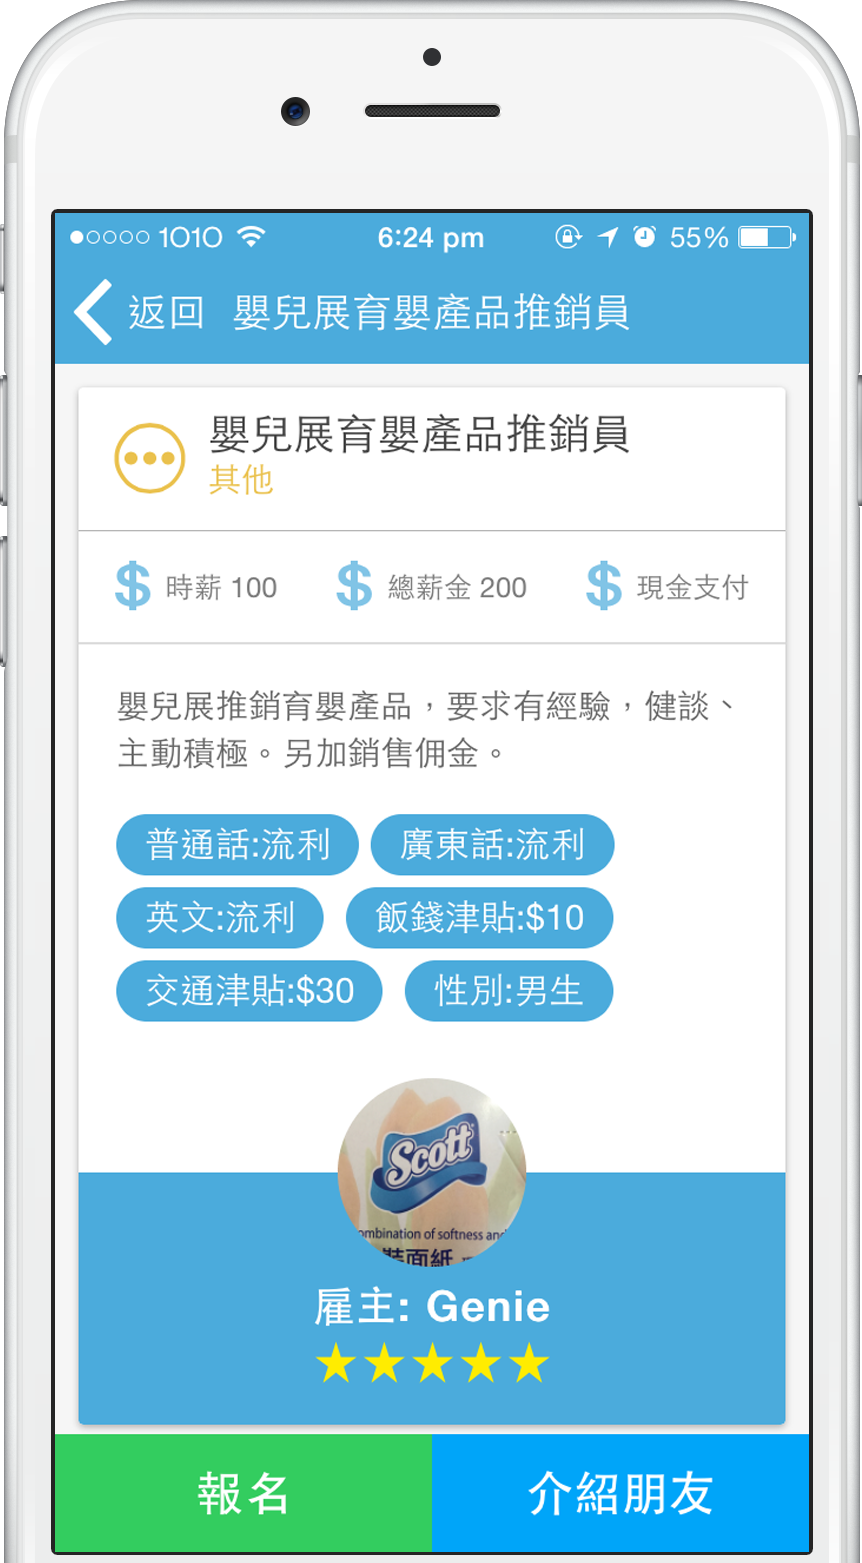 1O1O 6:24 pm 55%
返回 嬰兒展育嬰產品推銷員
嬰兒展育嬰產品推銷員
其他
$ 時薪 100 $ 總薪金 200 $ 現金支付
嬰兒展推銷育嬰產品，要求有經驗，健談、
主動積極。另加銷售佣金。
普通話:流利 廣東話:流利
英文:流利 飯錢津貼:$10
交通津貼:$30 性別:男生
Scott
ombination of softness and
裝面紙
雇主: Genie
報名 介紹朋友